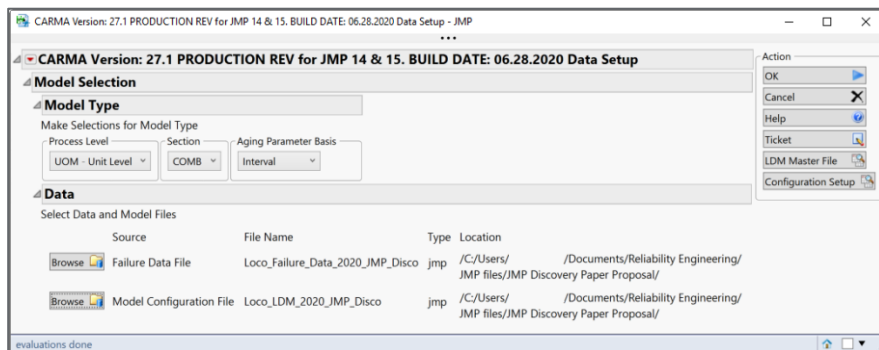 CARMA Version: 27.1 PRODUCTION REV for JMP 14 & 15. BUILD DATE: 06.28.2020 Data Setup - JMP
CARMA Version: 27.1 PRODUCTION REV for JMP 14 & 15. BUILD DATE: 06.28.2020 Data Setup
Model Selection
Model Type
Make Selections for Model Type
Process Level Section Aging Parameter Basis
UOM - Unit Level COMB Interval
Data
Select Data and Model Files
Source File Name Type Location
Browse Failure Data File Loco_Failure_Data_2020_JMP_Disco jmp /C:/Users/ /Documents/Reliability Engineering/
JMP files/JMP Discovery Paper Proposal/
Browse Model Configuration File Loco_LDM_2020_JMP_Disco jmp /C:/Users/ /Documents/Reliability Engineering/
JMP files/JMP Discovery Paper Proposal/
Action
OK
Cancel
Help
Ticket
LDM Master File
Configuration Setup
evaluations done